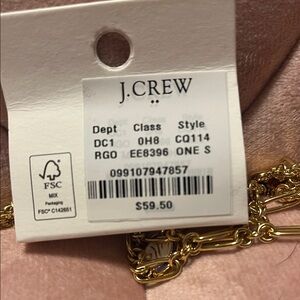 J.CREW
Dept Class Style
DC1 0H8 CQ114
RGO EE8396 ONE S
099107947857
$59.50
FSC
MIX
Packaging
FSC® C142651